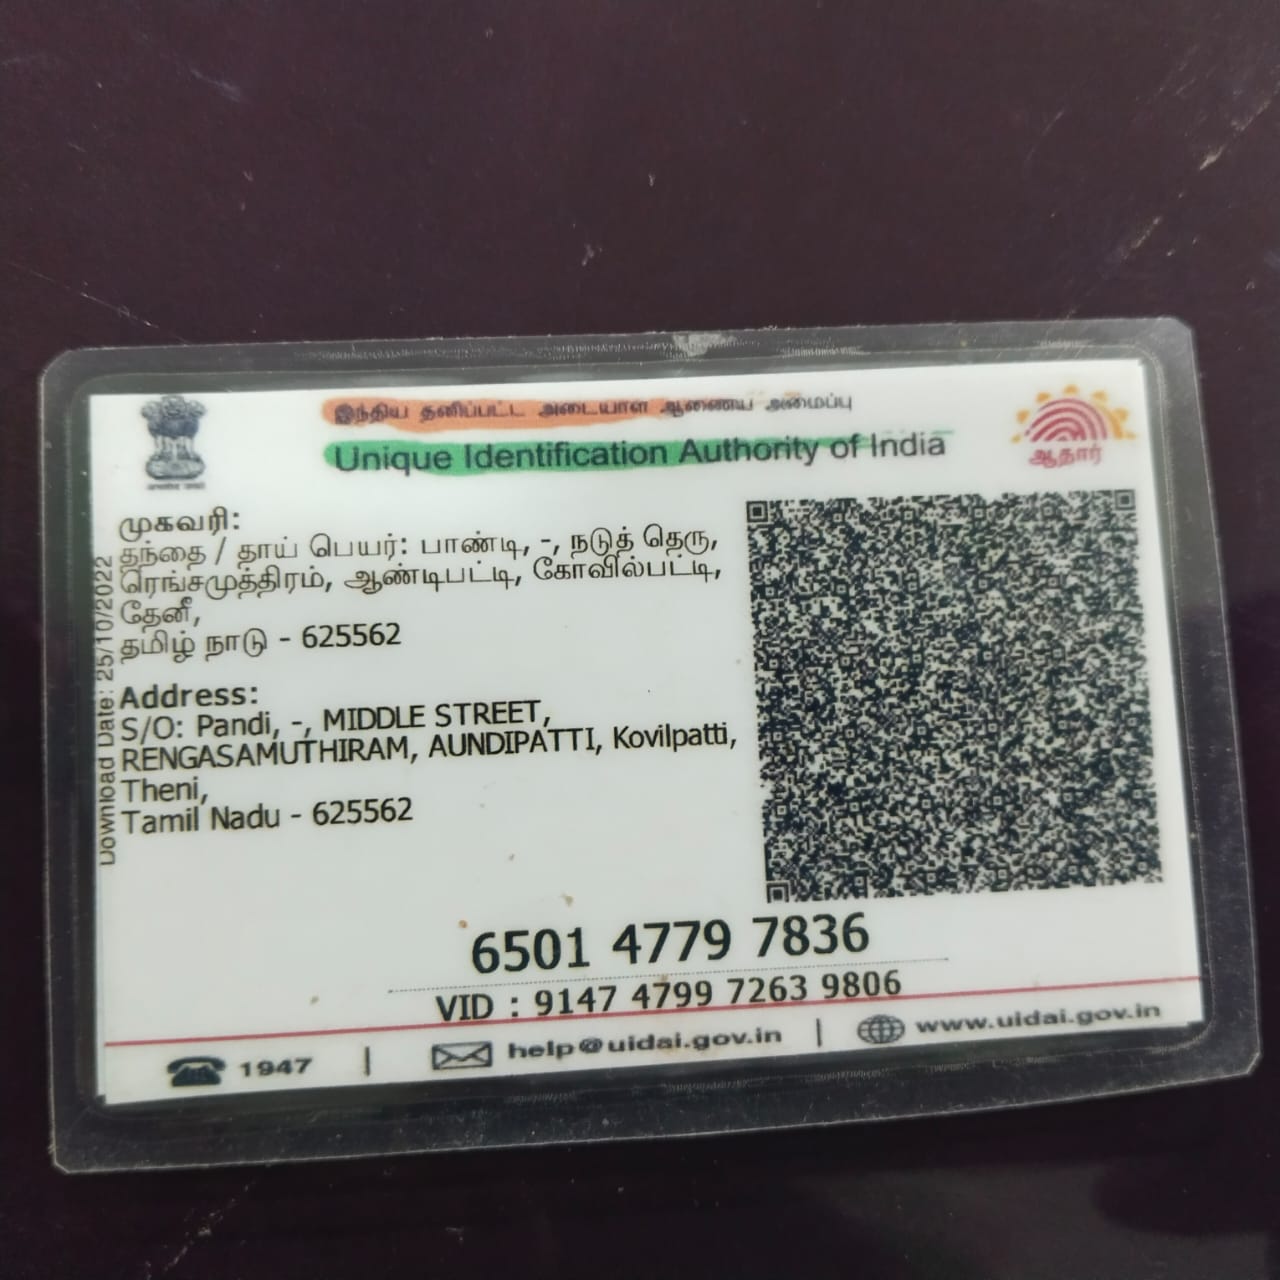 இந்திய தனிப்பட்ட அடையாள ஆணைய அமைப்பு
Unique Identification Authority of India
ஆதார்
முகவரி:
தந்தை / தாய் பெயர்: பாண்டி, -, நடுத் தெரு,
ரெங்சமுத்திரம், ஆண்டிபட்டி, கோவில்பட்டி,
தேனீ,
தமிழ் நாடு - 625562
Address:
S/O: Pandi, -, MIDDLE STREET,
RENGASAMUTHIRAM, AUNDIPATTI, Kovilpatti,
Theni,
Tamil Nadu - 625562
Download Date: 25/10/2022
6501 4779 7836
VID : 9147 4799 7263 9806
1947 | help@uidai.gov.in | www.uidai.gov.in